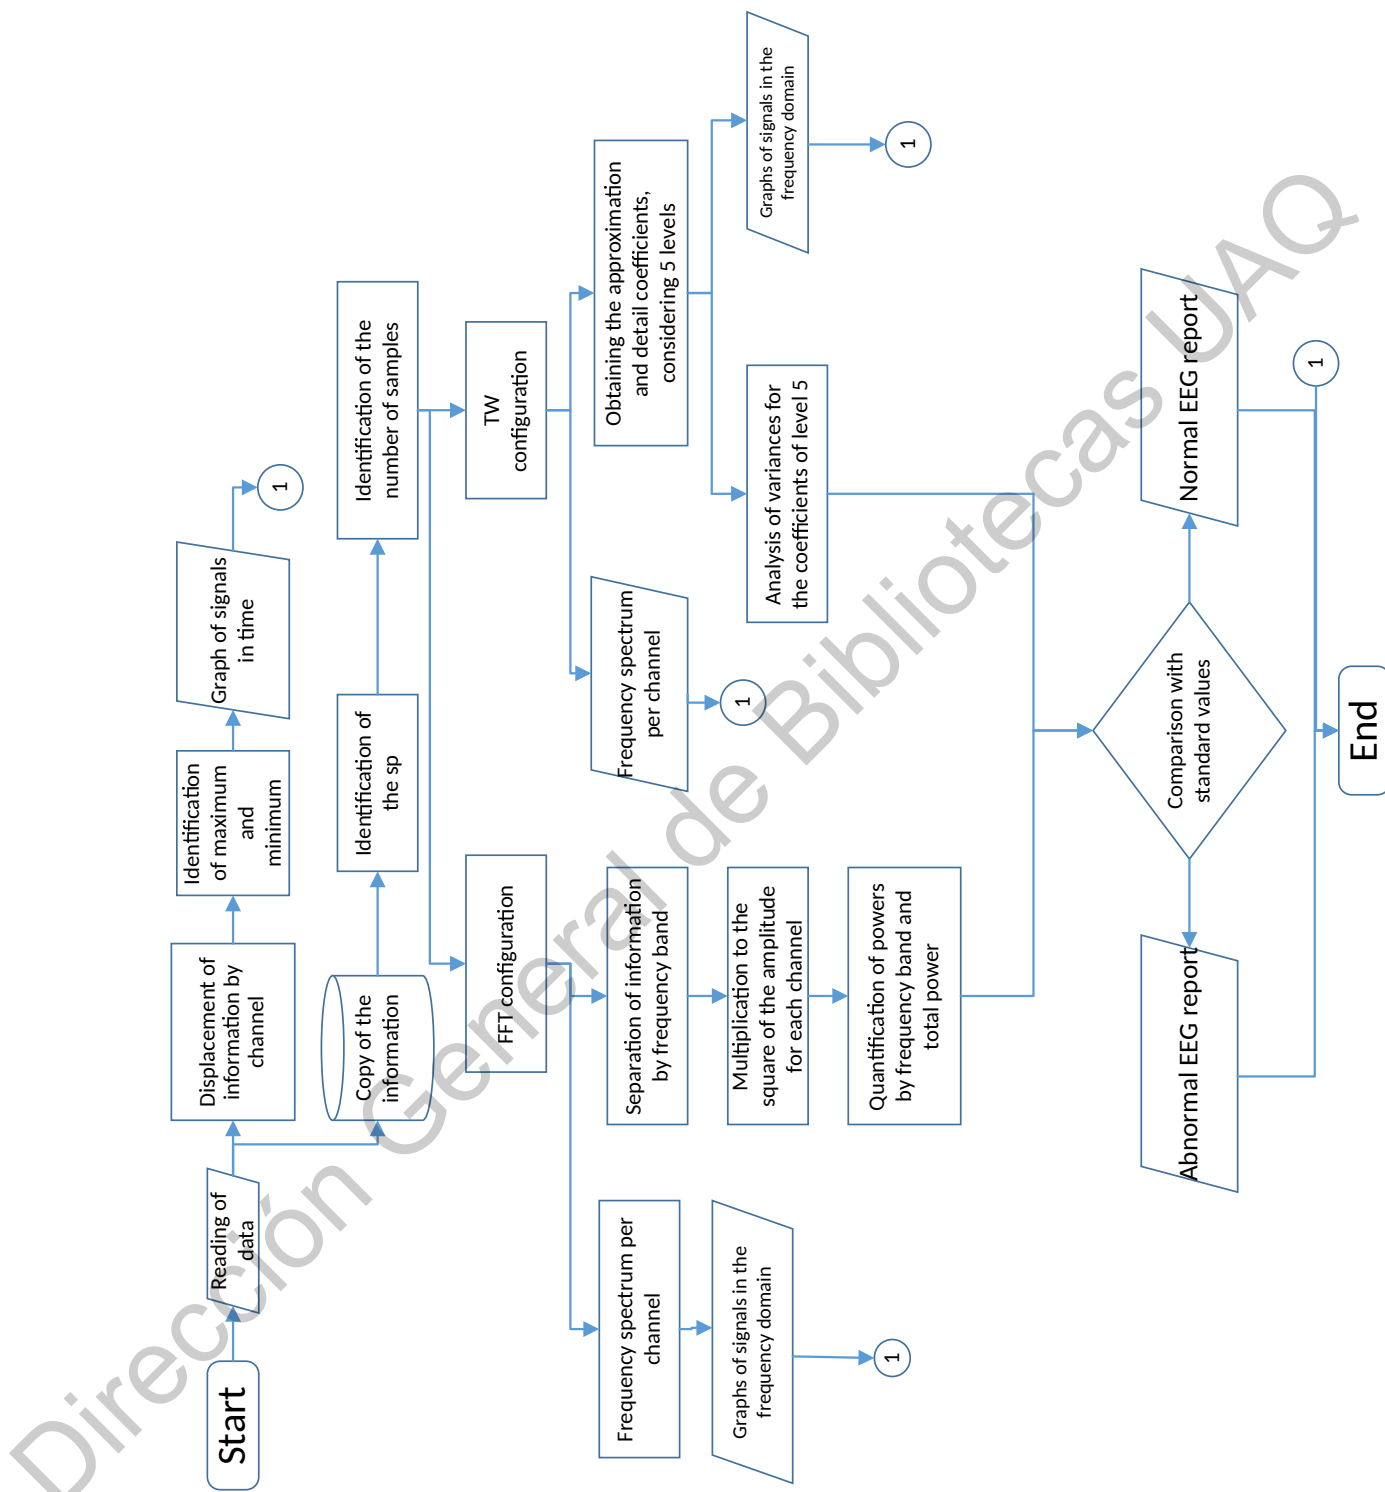 Start
Reading of
data
Displacement of
information by
channel
Identification
of maximum
and
minimum
Graph of signals
in time
1
Copy of the
information
Identification of
the sp
Identification of the
number of samples
FFT configuration
TW
configuration
Frequency spectrum per
channel
Separation of information
by frequency band
Frequency spectrum
per channel
Obtaining the approximation
and detail coefficients,
considering 5 levels
Graphs of signals in the
frequency domain
1
Multiplication to the
square of the amplitude
for each channel
1
Analysis of variances for
the coefficients of level 5
Graphs of signals in the
frequency domain
1
Quantification of powers
by frequency band and
total power
Comparison with
standard values
Abnormal EEG report
Normal EEG report
1
End
Dirección General de Bibliotecas UAQ